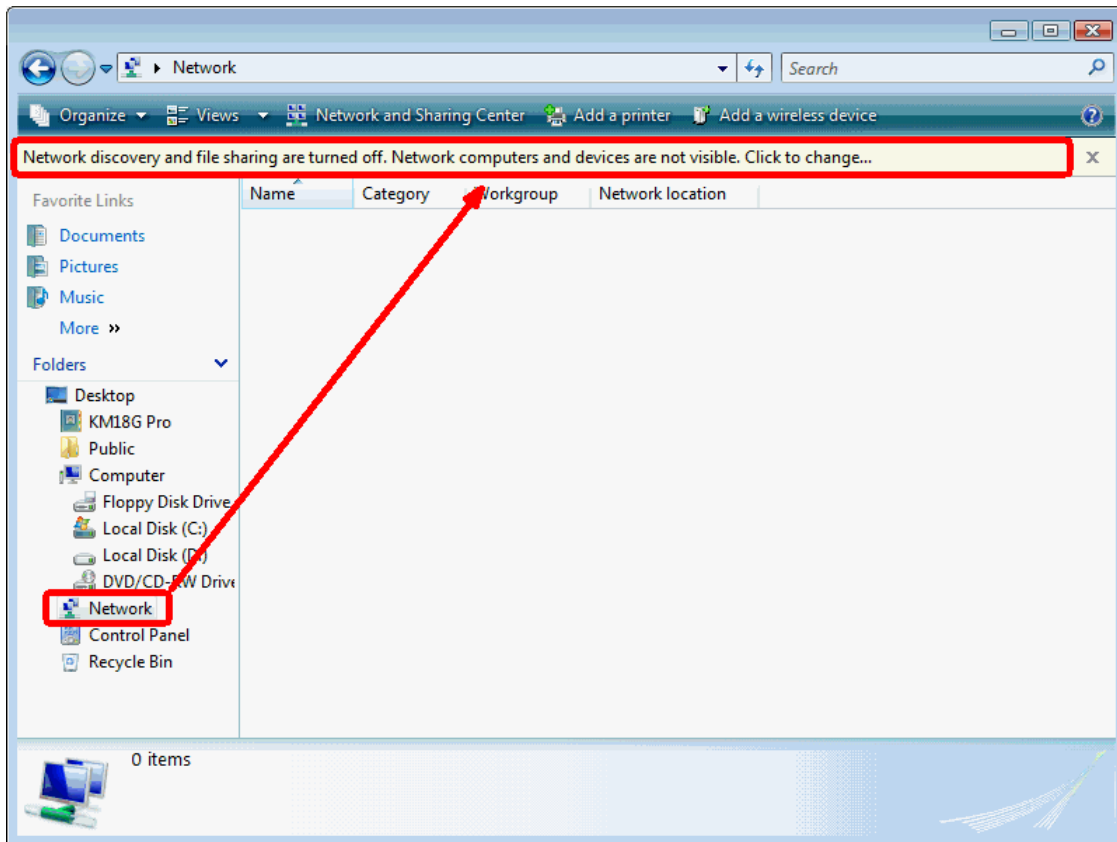 Network
Search
Organize Views Network and Sharing Center Add a printer Add a wireless device
Network discovery and file sharing are turned off. Network computers and devices are not visible. Click to change...
Name Category Workgroup Network location
Favorite Links
Documents
Pictures
Music
More »
Folders
Desktop
KM18G Pro
Public
Computer
Floppy Disk Drive
Local Disk (C:)
Local Disk (D:)
DVD/CD-RW Drive
Network
Control Panel
Recycle Bin
0 items